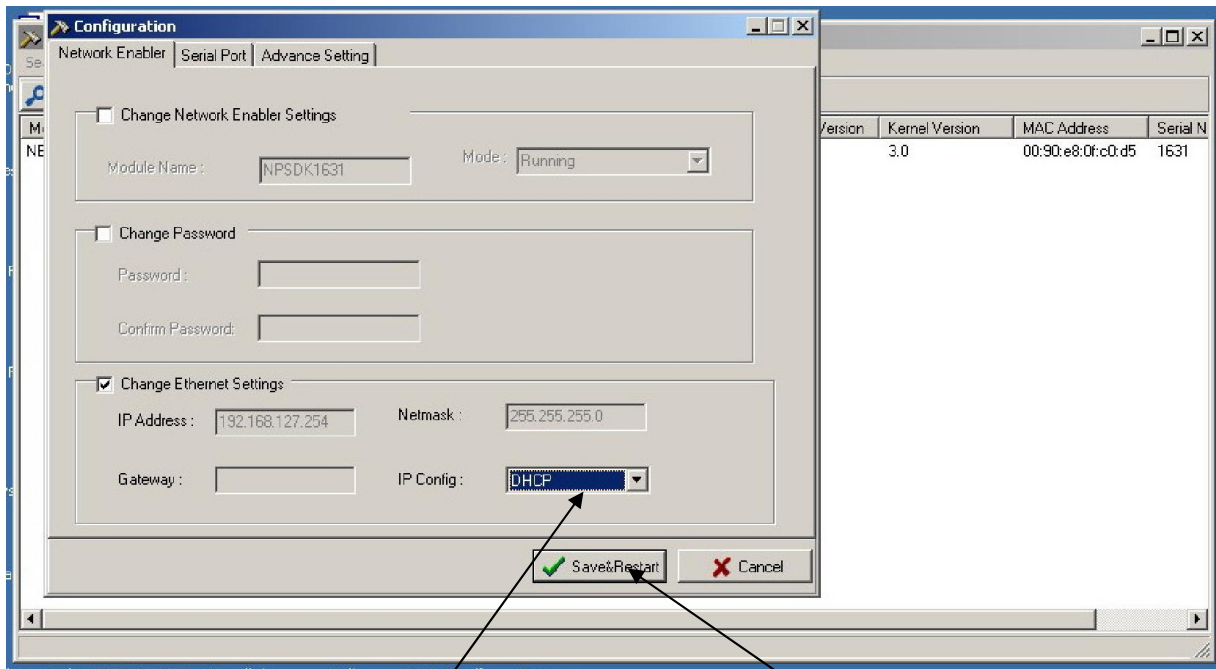 Configuration
Network Enabler Serial Port Advance Setting
Change Network Enabler Settings
Module Name : NPSDK1631 Mode : Running
Change Password
Password :
Confirm Password:
Change Ethernet Settings
IP Address : 192.168.127.254 Netmask : 255.255.255.0
Gateway : IP Config : DHCP
Save&Restart Cancel
Version Kernel Version MAC Address Serial N
3.0 00:90:e8:0f:c0:d5 1631